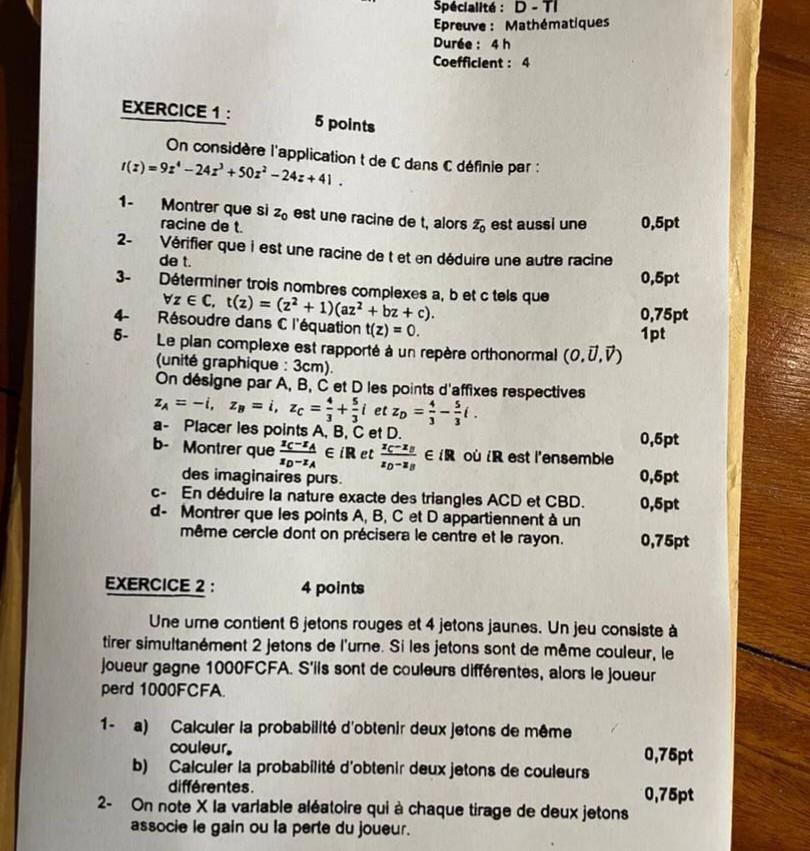 Spécialité : D - TI
Epreuve : Mathématiques
Durée : 4 h
Coefficient : 4
EXERCICE 1 : 5 points
On considère l'application t de ℂ dans ℂ définie par :
t(z) = 9z⁴ − 24z³ + 50z² − 24z + 41 .
1- Montrer que si z₀ est une racine de t, alors z̄₀ est aussi une 0,5pt
racine de t.
2- Vérifier que i est une racine de t et en déduire une autre racine
de t. 0,5pt
3- Déterminer trois nombres complexes a, b et c tels que
∀z ∈ ℂ, t(z) = (z² + 1)(az² + bz + c). 0,75pt
4- Résoudre dans ℂ l'équation t(z) = 0. 1pt
5- Le plan complexe est rapporté à un repère orthonormal (O, U⃗, V⃗)
(unité graphique : 3cm).
On désigne par A, B, C et D les points d'affixes respectives
z_A = −i, z_B = i, z_C = 4/3 + 5/3 i et z_D = 4/3 − 5/3 i .
a- Placer les points A, B, C et D. 0,5pt
b- Montrer que (z_C−z_A)/(z_D−z_A) ∈ iℝ et (z_C−z_B)/(z_D−z_B) ∈ iℝ où iℝ est l'ensemble
des imaginaires purs. 0,5pt
c- En déduire la nature exacte des triangles ACD et CBD. 0,5pt
d- Montrer que les points A, B, C et D appartiennent à un
même cercle dont on précisera le centre et le rayon. 0,75pt
EXERCICE 2 : 4 points
Une urne contient 6 jetons rouges et 4 jetons jaunes. Un jeu consiste à
tirer simultanément 2 jetons de l'urne. Si les jetons sont de même couleur, le
joueur gagne 1000FCFA. S'ils sont de couleurs différentes, alors le joueur
perd 1000FCFA.
1- a) Calculer la probabilité d'obtenir deux jetons de même
couleur. 0,75pt
b) Calculer la probabilité d'obtenir deux jetons de couleurs
différentes. 0,75pt
2- On note X la variable aléatoire qui à chaque tirage de deux jetons
associe le gain ou la perte du joueur.